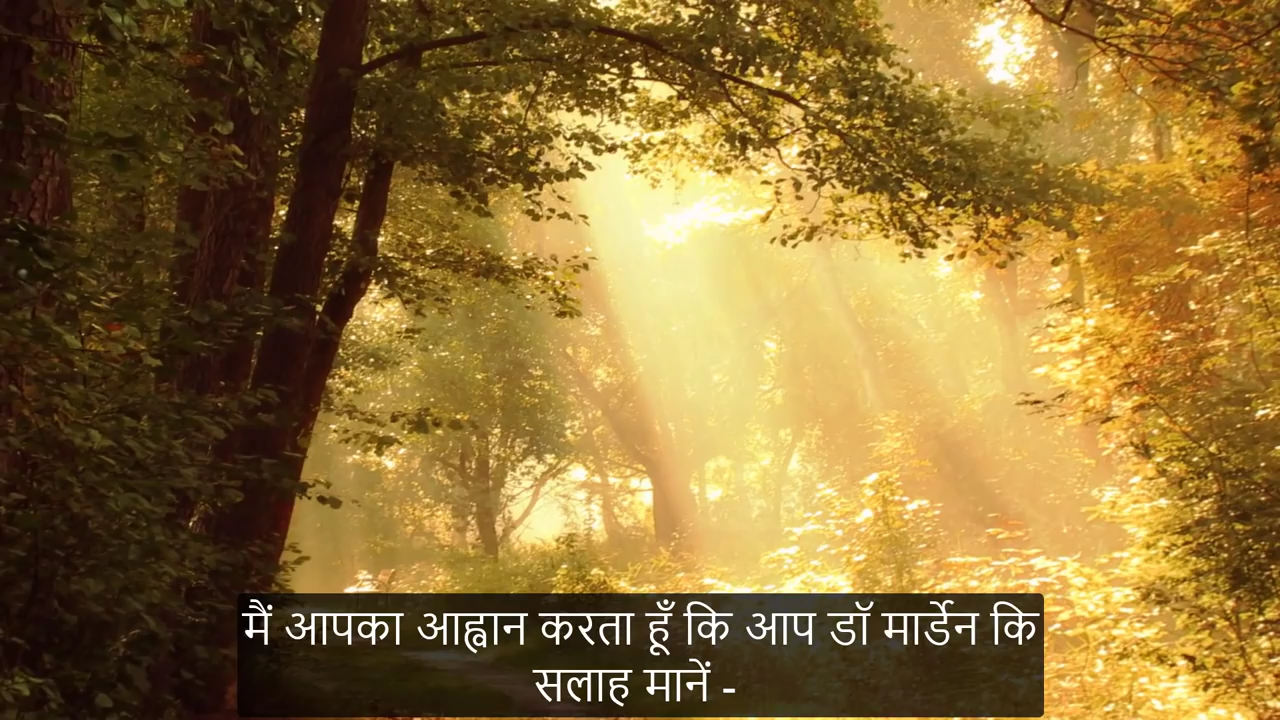 मैं आपका आह्वान करता हूँ कि आप डॉ मार्डेन कि
सलाह मानें -